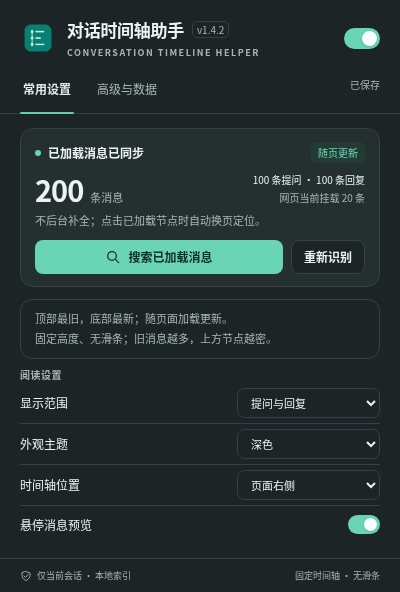 对话时间轴助手 v1.4.2
CONVERSATION TIMELINE HELPER
常用设置 高级与数据 已保存
已加载消息已同步 随页更新
200 条消息 100 条提问 · 100 条回复
网页当前挂载 20 条
不后台补全；点击已加载节点时自动换页定位。
搜索已加载消息 重新识别
顶部最旧，底部最新；随页面加载更新。
固定高度、无滑条；旧消息越多，上方节点越密。
阅读设置
显示范围 提问与回复
外观主题 深色
时间轴位置 页面右侧
悬停消息预览
仅当前会话 · 本地索引 固定时间轴 · 无滑条